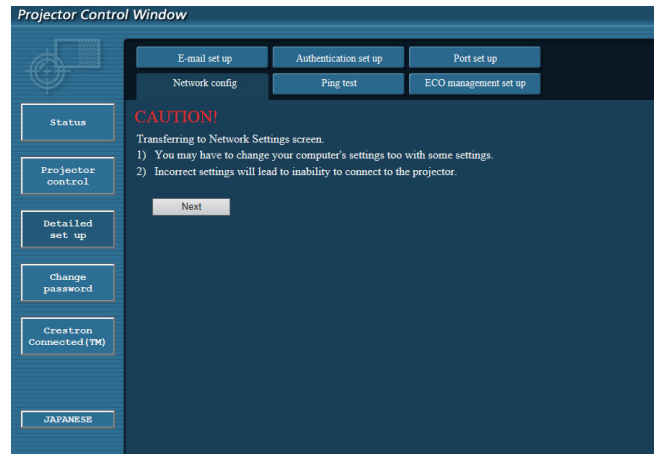 Projector Control Window
E-mail set up
Authentication set up
Port set up
Network config
Ping test
ECO management set up
Status
Projector
control
Detailed
set up
Change
password
Crestron
Connected(TM)
JAPANESE
CAUTION!
Transferring to Network Settings screen.
1) You may have to change your computer's settings too with some settings.
2) Incorrect settings will lead to inability to connect to the projector.
Next